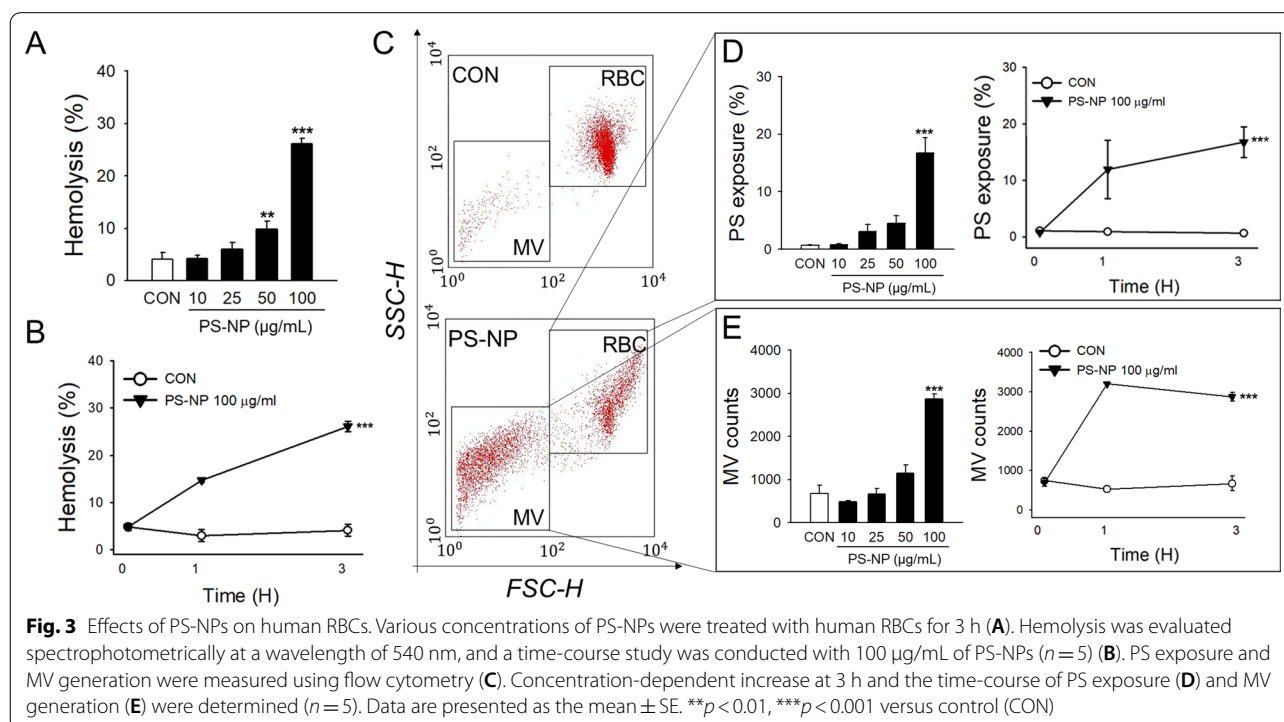 A
Hemolysis (%)
40
30
20
10
0
**
***
CON 10 25 50 100
PS-NP (µg/mL)
B
Hemolysis (%)
40
30
20
10
0
CON
PS-NP 100 µg/ml
***
0 1 3
Time (H)
C
SSC-H
10⁴
10²
10⁰
CON
RBC
MV
10⁰ 10² 10⁴
10⁴
10²
10⁰
PS-NP
RBC
MV
10⁰ 10² 10⁴
FSC-H
D
PS exposure (%)
30
20
10
0
***
CON 10 25 50 100
PS-NP (µg/mL)
PS exposure (%)
30
20
10
0
CON
PS-NP 100 µg/ml
***
0 1 3
Time (H)
E
MV counts
4000
3000
2000
1000
0
***
CON 10 25 50 100
PS-NP (µg/mL)
MV counts
4000
3000
2000
1000
0
CON
PS-NP 100 µg/ml
***
0 1 3
Time (H)
Fig. 3 Effects of PS-NPs on human RBCs. Various concentrations of PS-NPs were treated with human RBCs for 3 h (A). Hemolysis was evaluated
spectrophotometrically at a wavelength of 540 nm, and a time-course study was conducted with 100 µg/mL of PS-NPs (n = 5) (B). PS exposure and
MV generation were measured using flow cytometry (C). Concentration-dependent increase at 3 h and the time-course of PS exposure (D) and MV
generation (E) were determined (n = 5). Data are presented as the mean ± SE. **p < 0.01, ***p < 0.001 versus control (CON)